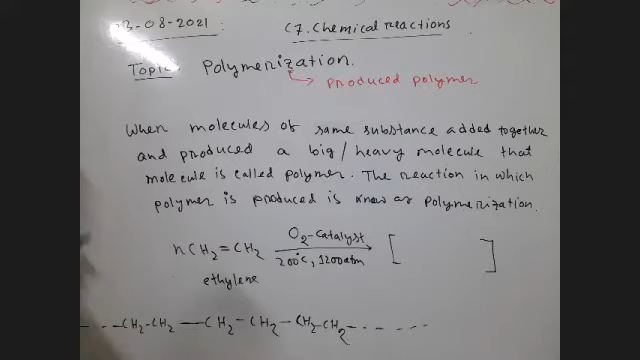 23-08-2021 C7. Chemical Reactions
Topic: Polymerization.
produced polymer
When molecules of same substance added together
and produced a big/heavy molecule that
molecule is called polymer. The reaction in which
polymer is produced is know as polymerization.
nCH₂=CH₂ O₂-Catalyst 200°C, 1200atm [ ]
ethylene
---CH₂-CH₂—CH₂-CH₂-CH₂-CH₂-----